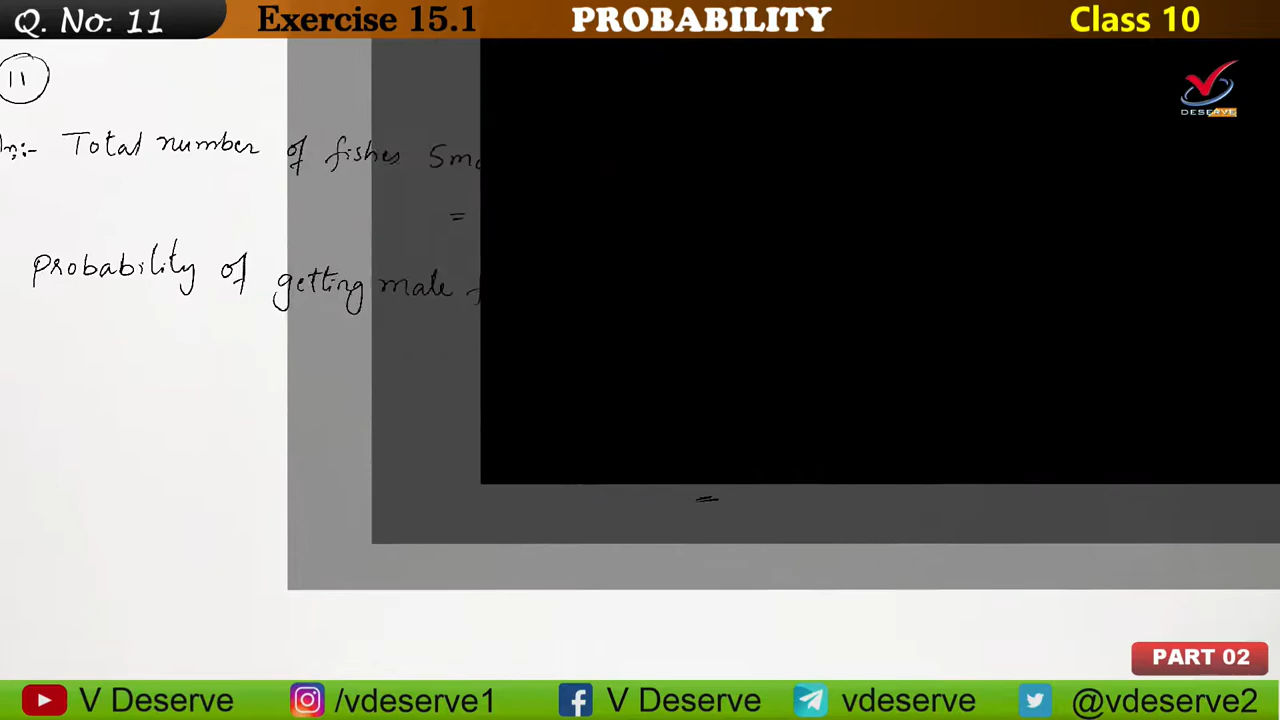 Q. No. 11 Exercise 15.1 PROBABILITY Class 10
11
DESERVE
Total number of fishes
=
probability of getting male
=
PART 02
V Deserve /vdeserve1 V Deserve vdeserve @vdeserve2